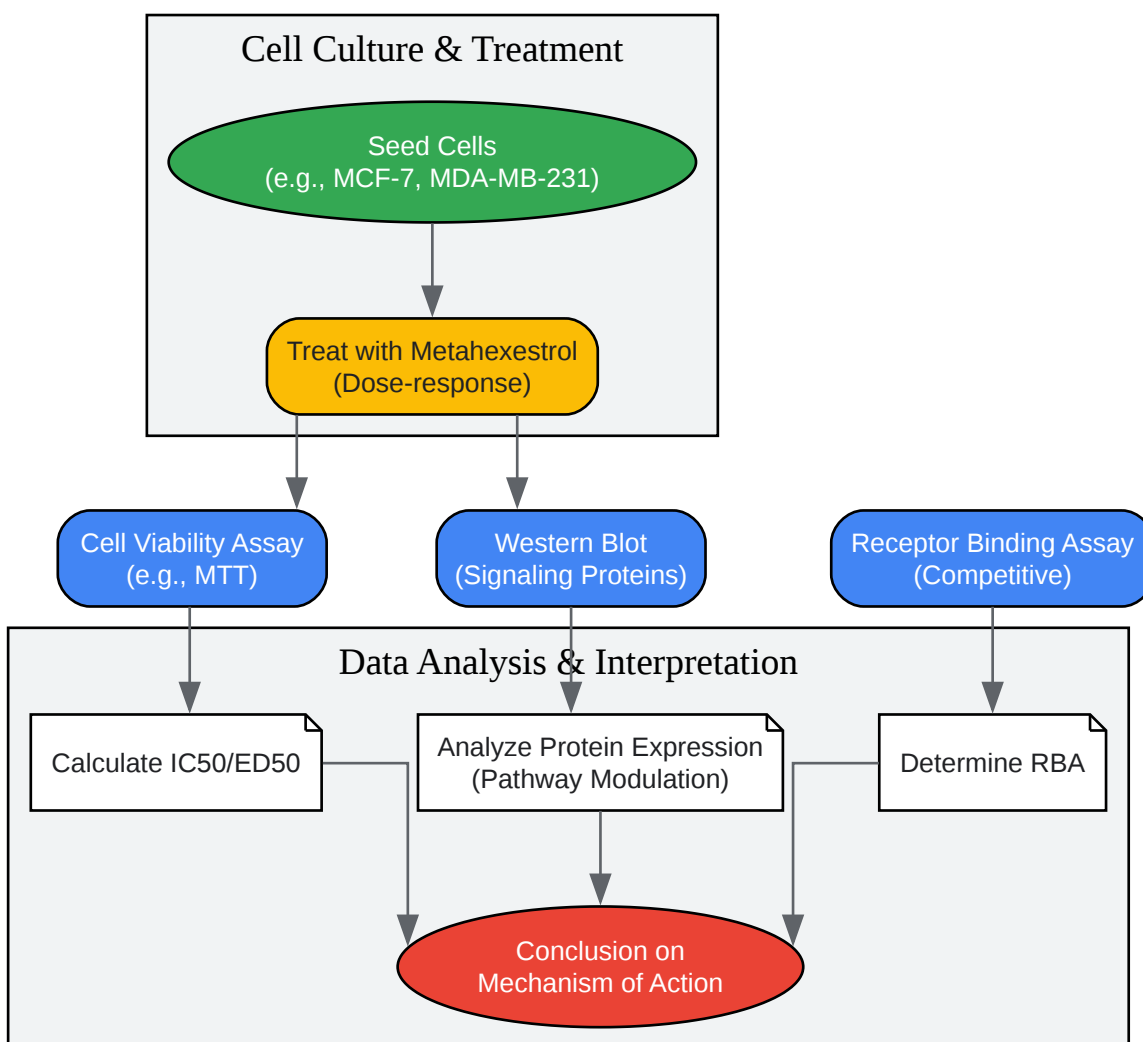 Cell Culture & Treatment
Seed Cells
(e.g., MCF-7, MDA-MB-231)
Treat with Metahexestrol
(Dose-response)
Cell Viability Assay
(e.g., MTT)
Western Blot
(Signaling Proteins)
Receptor Binding Assay
(Competitive)
Data Analysis & Interpretation
Calculate IC50/ED50
Analyze Protein Expression
(Pathway Modulation)
Determine RBA
Conclusion on
Mechanism of Action